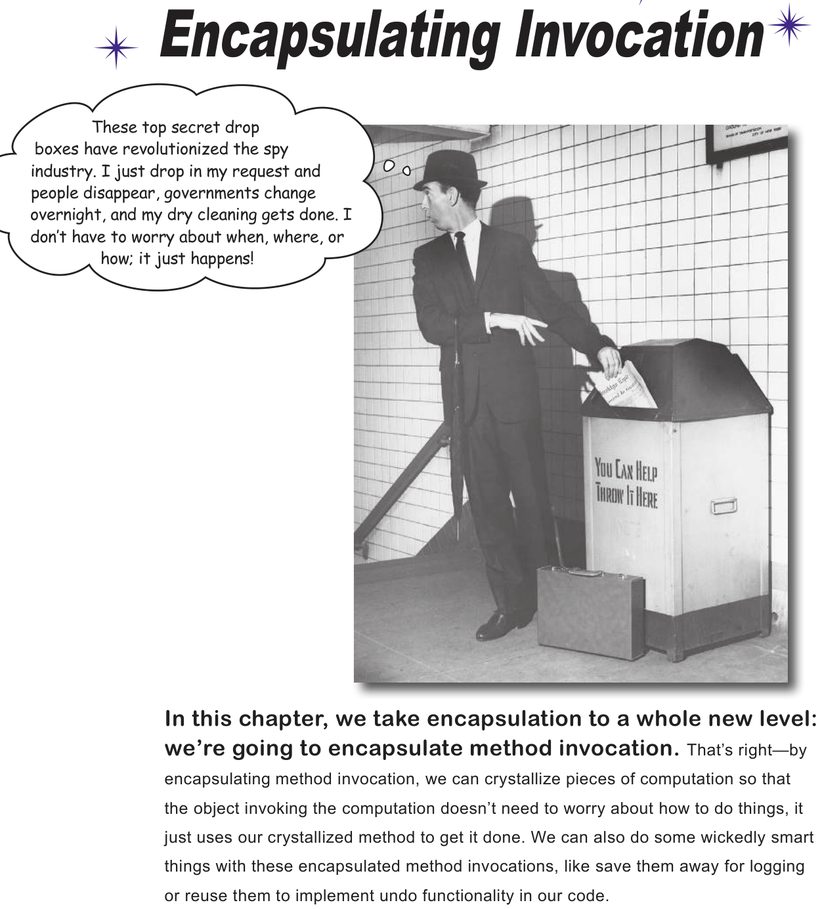 Encapsulating Invocation
These top secret drop
boxes have revolutionized the spy
industry. I just drop in my request and
people disappear, governments change
overnight, and my dry cleaning gets done. I
don't have to worry about when, where, or
how; it just happens!
You Can Help
Throw It Here
In this chapter, we take encapsulation to a whole new level:
we're going to encapsulate method invocation. That's right—by
encapsulating method invocation, we can crystallize pieces of computation so that
the object invoking the computation doesn't need to worry about how to do things, it
just uses our crystallized method to get it done. We can also do some wickedly smart
things with these encapsulated method invocations, like save them away for logging
or reuse them to implement undo functionality in our code.